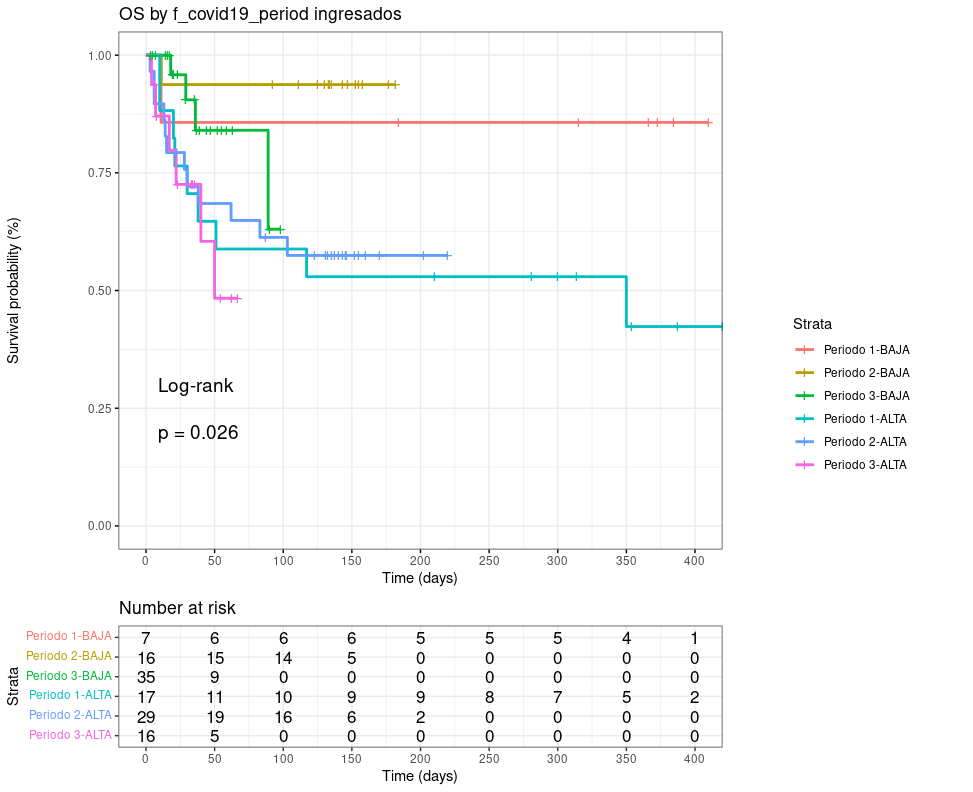 OS by f_covid19_period ingresados
Survival probability (%)
1.00
0.75
0.50
0.25
0.00
Log-rank
p = 0.026
0 50 100 150 200 250 300 350 400
Time (days)
Strata
Periodo 1-BAJA
Periodo 2-BAJA
Periodo 3-BAJA
Periodo 1-ALTA
Periodo 2-ALTA
Periodo 3-ALTA
Number at risk
Strata
Periodo 1-BAJA 7 6 6 6 5 5 5 4 1
Periodo 2-BAJA 16 15 14 5 0 0 0 0 0
Periodo 3-BAJA 35 9 0 0 0 0 0 0 0
Periodo 1-ALTA 17 11 10 9 9 8 7 5 2
Periodo 2-ALTA 29 19 16 6 2 0 0 0 0
Periodo 3-ALTA 16 5 0 0 0 0 0 0 0
0 50 100 150 200 250 300 350 400
Time (days)